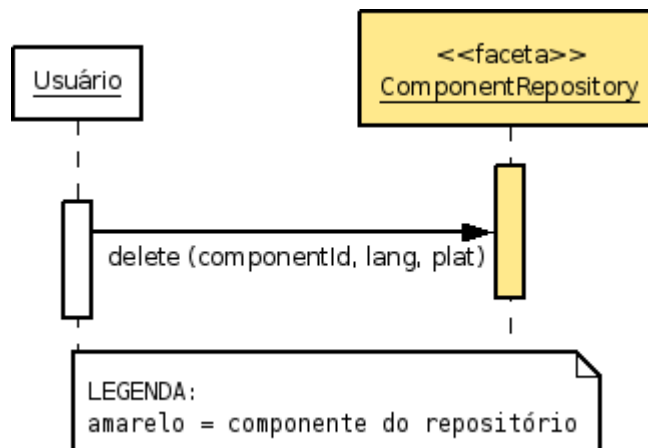 Usuário
<<faceta>>
ComponentRepository
delete (componentId, lang, plat)
LEGENDA:
amarelo = componente do repositório